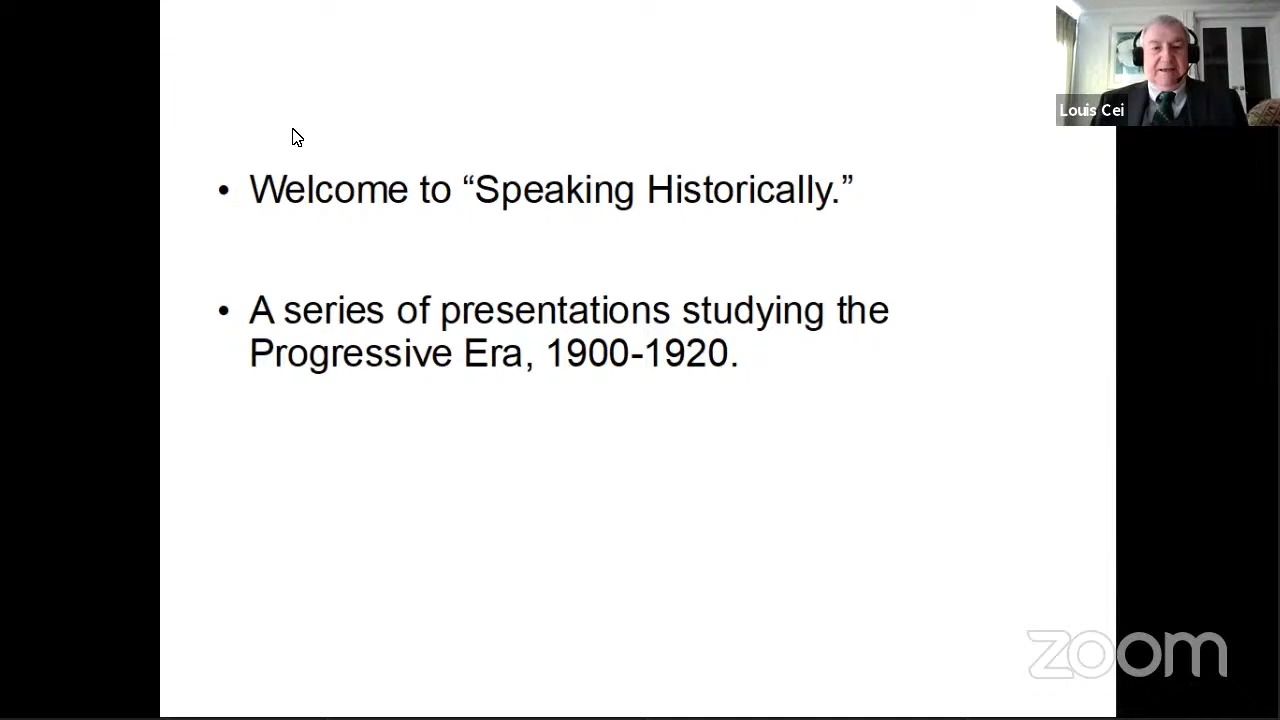 Louis Cei
• Welcome to “Speaking Historically.”
• A series of presentations studying the
Progressive Era, 1900-1920.
zoom